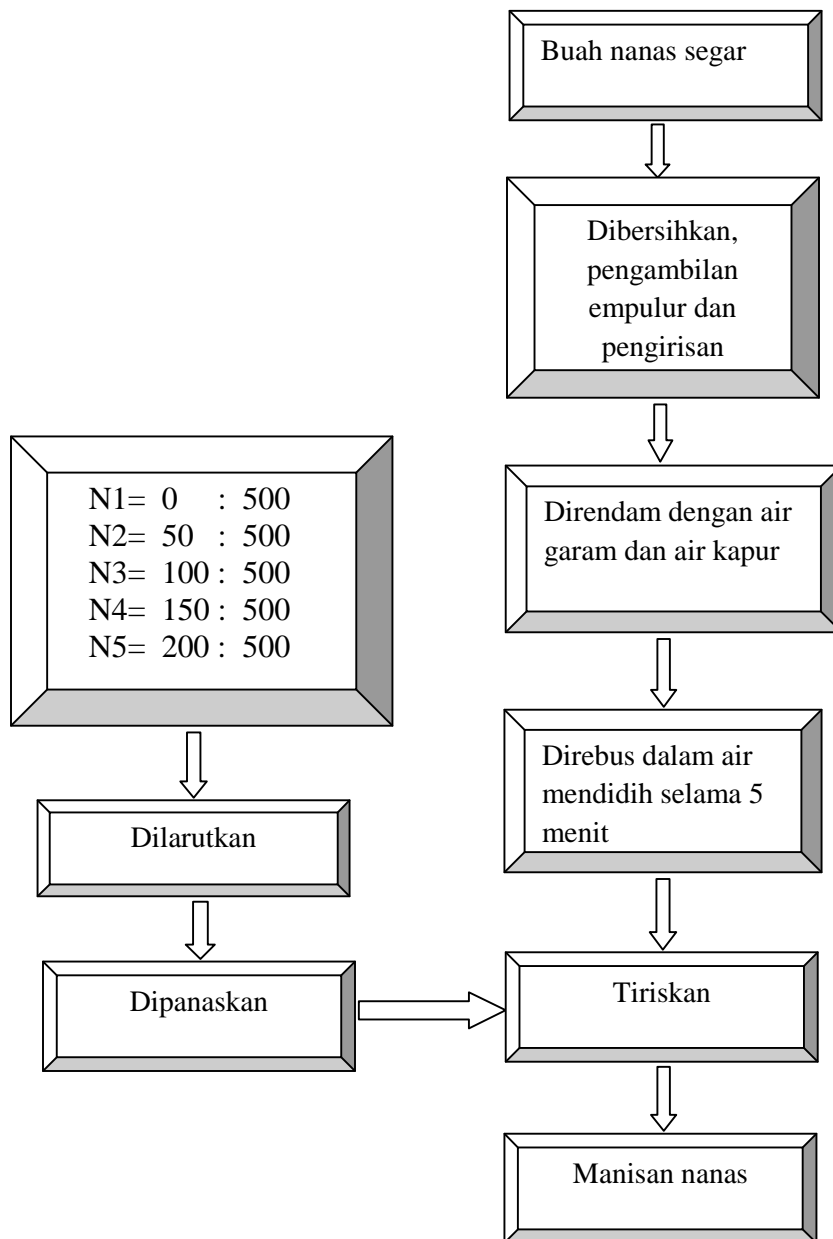 Buah nanas segar
Dibersihkan,
pengambilan
empulur dan
pengirisan
Direndam dengan air
garam dan air kapur
Direbus dalam air
mendidih selama 5
menit
N1= 0 : 500
N2= 50 : 500
N3= 100 : 500
N4= 150 : 500
N5= 200 : 500
Dilarutkan
Dipanaskan
Tiriskan
Manisan nanas